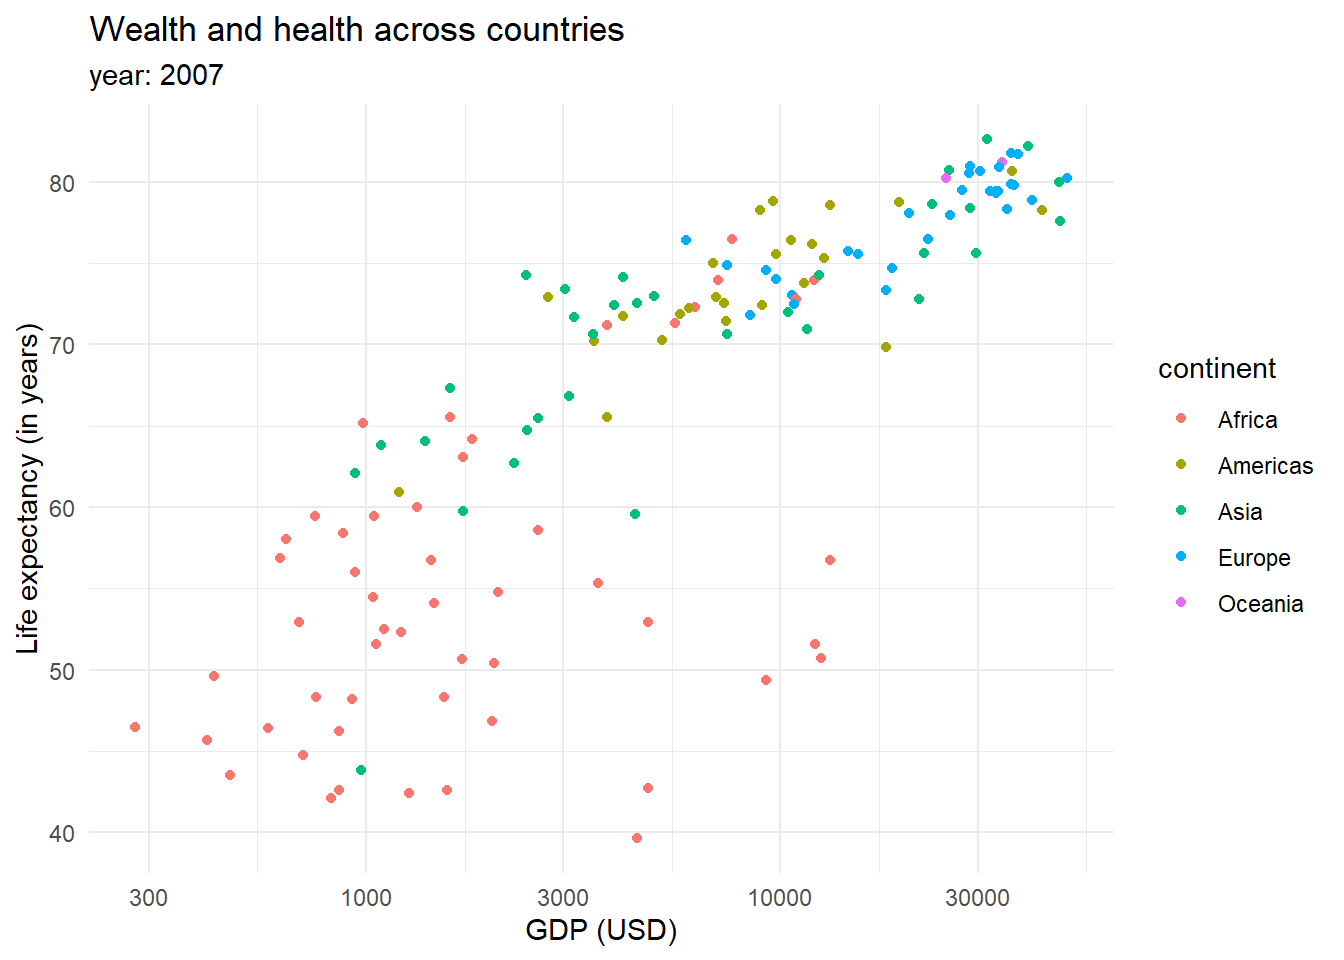 Wealth and health across countries
year: 2007
Life expectancy (in years)
80
70
60
50
40
300
1000
3000
10000
30000
GDP (USD)
continent
Africa
Americas
Asia
Europe
Oceania